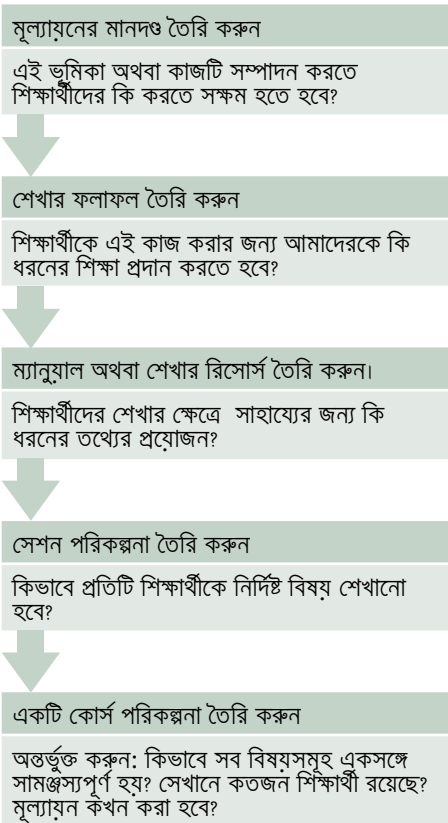 মূল্যায়নের মানদণ্ড তৈরি করুন
এই ভূমিকা অথবা কাজটি সম্পাদন করতে
শিক্ষার্থীদের কি করতে সক্ষম হতে হবে?
শেখার ফলাফল তৈরি করুন
শিক্ষার্থীকে এই কাজ করার জন্য আমাদেরকে কি
ধরনের শিক্ষা প্রদান করতে হবে?
ম্যানুয়াল অথবা শেখার রিসোর্স তৈরি করুন।
শিক্ষার্থীদের শেখার ক্ষেত্রে সাহায্যের জন্য কি
ধরনের তথ্যের প্রয়োজন?
সেশন পরিকল্পনা তৈরি করুন
কিভাবে প্রতিটি শিক্ষার্থীকে নির্দিষ্ট বিষয় শেখানো
হবে?
একটি কোর্স পরিকল্পনা তৈরি করুন
অন্তর্ভুক্ত করুন: কিভাবে সব বিষয়সমূহ একসঙ্গে
সামঞ্জস্যপূর্ণ হয়? সেখানে কতজন শিক্ষার্থী রয়েছে?
মূল্যায়ন কখন করা হবে?